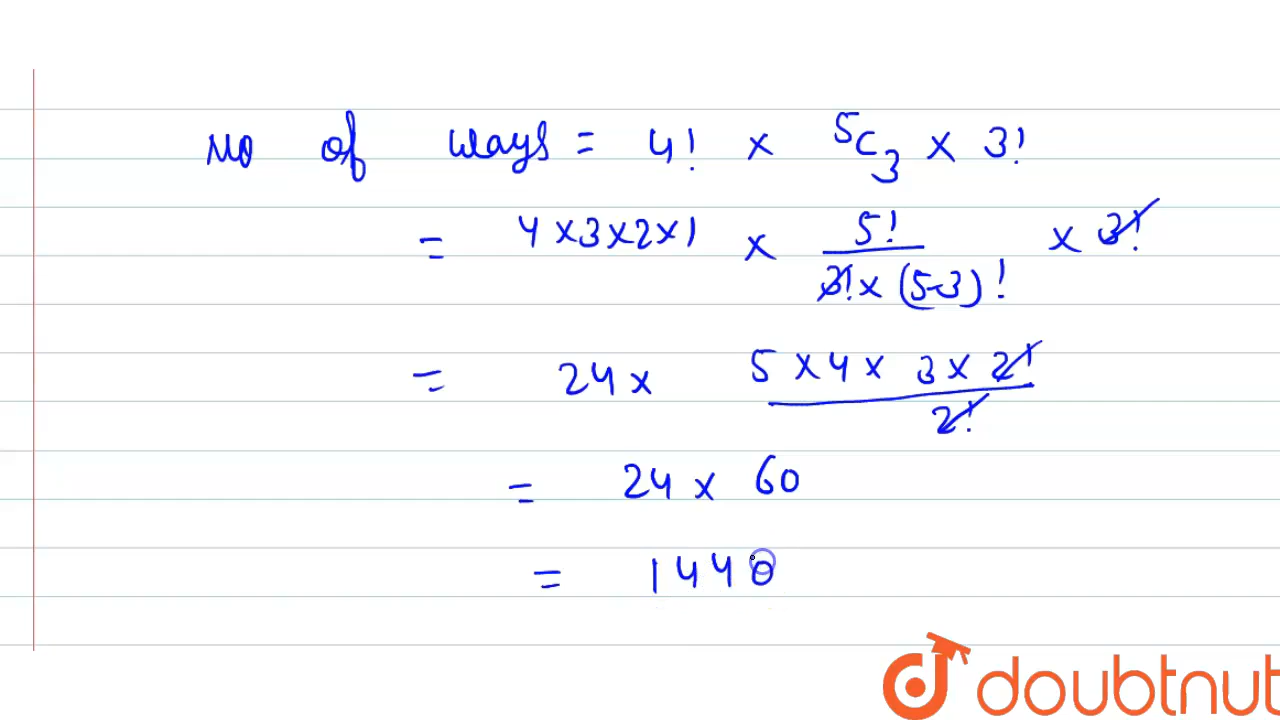 No of ways = 4! × ⁵C₃ × 3!
= 4×3×2×1 × 5!/(3!×(5-3)!) × 3!
= 24 × (5×4×3×2!)/2!
= 24 × 60
= 1440
doubtnut